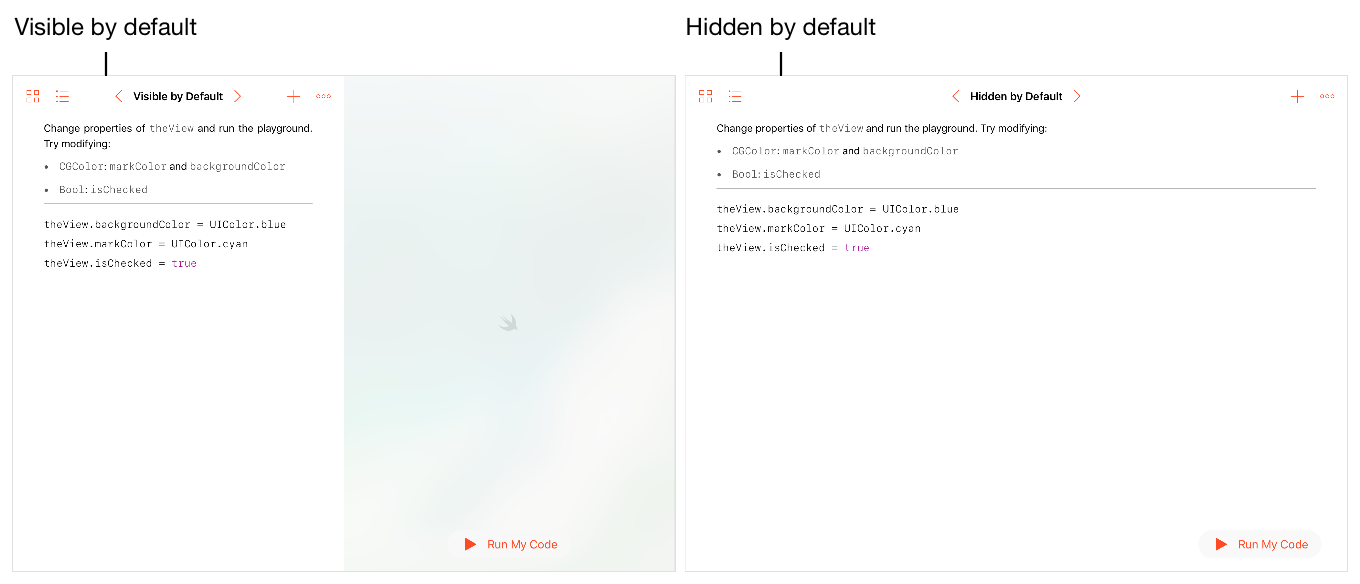 Visible by default
Visible by Default
Change properties of theView and run the playground.
Try modifying:
• CGColor: markColor and backgroundColor
• Bool: isChecked
theView.backgroundColor = UIColor.blue
theView.markColor = UIColor.cyan
theView.isChecked = true
Run My Code
Hidden by default
Hidden by Default
Change properties of theView and run the playground. Try modifying:
• CGColor: markColor and backgroundColor
• Bool: isChecked
theView.backgroundColor = UIColor.blue
theView.markColor = UIColor.cyan
theView.isChecked = true
Run My Code